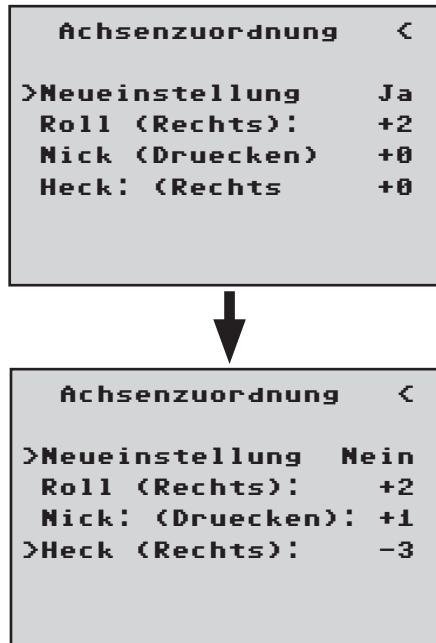 Achsenzuordnung <
>Neueinstellung Ja
Roll (Rechts): +2
Nick (Druecken) +0
Heck: (Rechts +0
Achsenzuordnung <
>Neueinstellung Nein
Roll (Rechts): +2
Nick: (Druecken): +1
>Heck (Rechts): -3